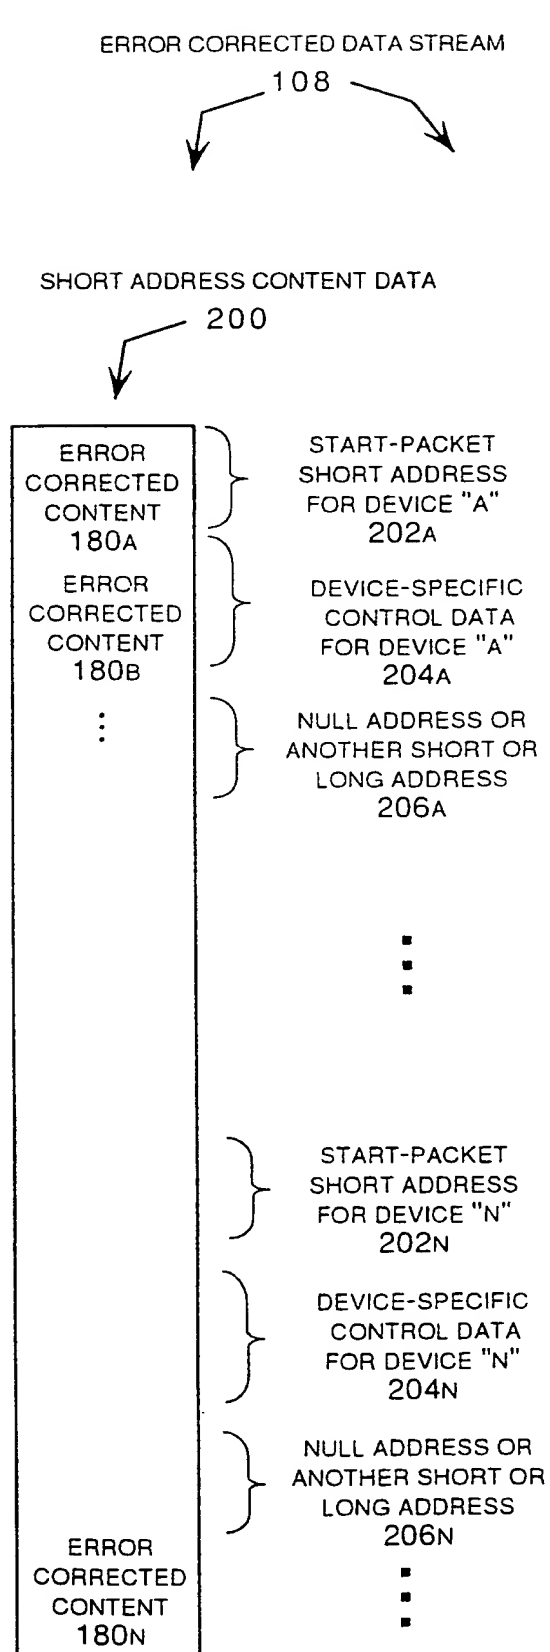 ERROR CORRECTED DATA STREAM
108
SHORT ADDRESS CONTENT DATA
200
ERROR
CORRECTED
CONTENT
180A
START-PACKET
SHORT ADDRESS
FOR DEVICE "A"
202A
ERROR
CORRECTED
CONTENT
180B
DEVICE-SPECIFIC
CONTROL DATA
FOR DEVICE "A"
204A
NULL ADDRESS OR
ANOTHER SHORT OR
LONG ADDRESS
206A
START-PACKET
SHORT ADDRESS
FOR DEVICE "N"
202N
DEVICE-SPECIFIC
CONTROL DATA
FOR DEVICE "N"
204N
NULL ADDRESS OR
ANOTHER SHORT OR
LONG ADDRESS
206N
ERROR
CORRECTED
CONTENT
180N